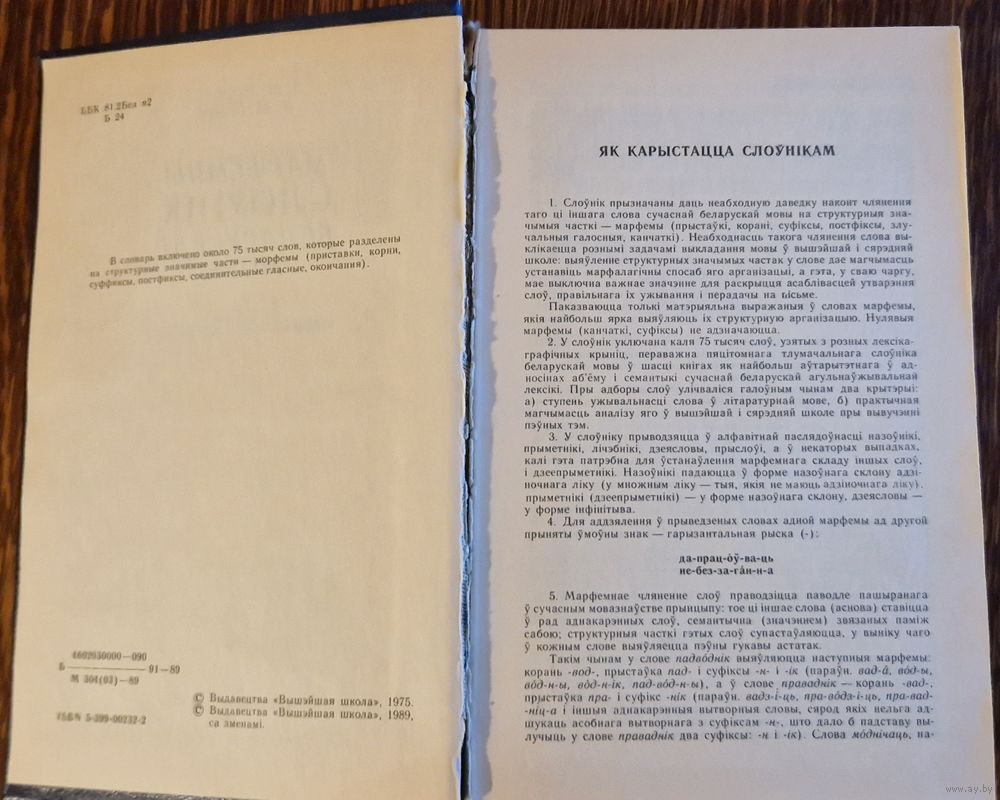 ББК 81.2Бел я2
Б 24
В словарь включено около 75 тысяч слов, которые разделены
на структурные значимые части — морфемы (приставки, корни,
суффиксы, постфиксы, соединительные гласные, окончания).
4602030000—090
Б 91—89
М 304(03)—89
ISBN 5-399-00232-2
© Выдавецтва «Вышэйшая школа», 1975.
© Выдавецтва «Вышэйшая школа», 1989,
са зменамі.
ЯК КАРЫСТАЦЦА СЛОЎНІКАМ
1. Слоўнік прызначаны даць неабходную даведку наконт члянення
таго ці іншага слова сучаснай беларускай мовы на структурныя зна-
чымыя часткі — марфемы (прыстаўкі, корані, суфіксы, постфіксы, злу-
чальныя галосныя, канчаткі). Неабходнасць такога члянення слова вы-
клікаецца рознымі задачамі выкладання мовы ў вышэйшай і сярэдняй
школе: выяўленне структурных значымых частак у слове дае магчымасць
устанавіць марфалагічны спосаб яго арганізацыі, а гэта, у сваю чаргу,
мае выключна важнае значэнне для раскрыцця асаблівасцей утварэння
слоў, правільнага іх ужывання і перадачы на пісьме.
Паказваюцца толькі матэрыяльна выражаныя ў словах марфемы,
якія найбольш ярка выяўляюць іх структурную арганізацыю. Нулявыя
марфемы (канчаткі, суфіксы) не адзначаюцца.
2. У слоўнік уключана каля 75 тысяч слоў, узятых з розных лексіка-
графічных крыніц, пераважна пяцітомнага тлумачальнага слоўніка
беларускай мовы ў шасці кнігах як найбольш аўтарытэтнага ў ад-
носінах аб'ёму і семантыкі сучаснай беларускай агульнаўжывальнай
лексікі. Пры адборы слоў улічваліся галоўным чынам два крытэрыі:
а) ступень ужывальнасці слова ў літаратурнай мове, б) практычная
магчымасць аналізу яго ў вышэйшай і сярэдняй школе пры вывучэнні
пэўных тэм.
3. У слоўніку прыводзяцца ў алфавітнай паслядоўнасці назоўнікі,
прыметнікі, лічэбнікі, дзеясловы, прыслоўі, а ў некаторых выпадках,
калі гэта патрэбна для ўстанаўлення марфемнага складу іншых слоў,
і дзеепрыметнікі. Назоўнікі падаюцца ў форме назоўнага склону адзі-
ночнага ліку (у множным ліку — тыя, якія не маюць адзіночнага ліку),
прыметнікі (дзеепрыметнікі) — у форме назоўнага склону, дзеясловы —
у форме інфінітыва.
4. Для аддзялення ў прыведзеных словах адной марфемы ад другой
прыняты ўмоўны знак — гарызантальная рыска (-):
да-прац-о́ў-ва-ць
не-без-за-га́н-н-а
5. Марфемнае члянение слоў праводзіцца паводле пашыранага
ў сучасным мовазнаўстве прынцыпу: тое ці іншае слова (аснова) ставіцца
ў рад аднакарэнных слоў, семантычна (значэннем) звязаных паміж
сабою; структурныя часткі гэтых слоў супастаўляюцца, у выніку чаго
ў кожным слове выяўляецца пэўны гукавы астатак.
Такім чынам у слове падво́днік выяўляюцца наступныя марфемы:
корань -вод-, прыстаўка пад- і суфіксы -н- і -ік (параўн. вад-а́, во́д-ы,
во́д-н-ы, во́д-н-ік, пад-во́д-н-ы), а ў слове правадні́к — корань -вад-,
прыстаўка пра- і суфікс -нік (параўн. вадз-і́-ць, пра-во́дз-і-ць, пра-вад-
-ні́ц-а і іншыя аднакарэнныя вытворныя словы, сярод якіх нельга ад-
шукаць асобнага вытворнага з суфіксам -н-, што дало б падставу вы-
лучыць у слове праваднік два суфіксы: -н і -ік). Слова мо́днічаць, на-
www.ay.by